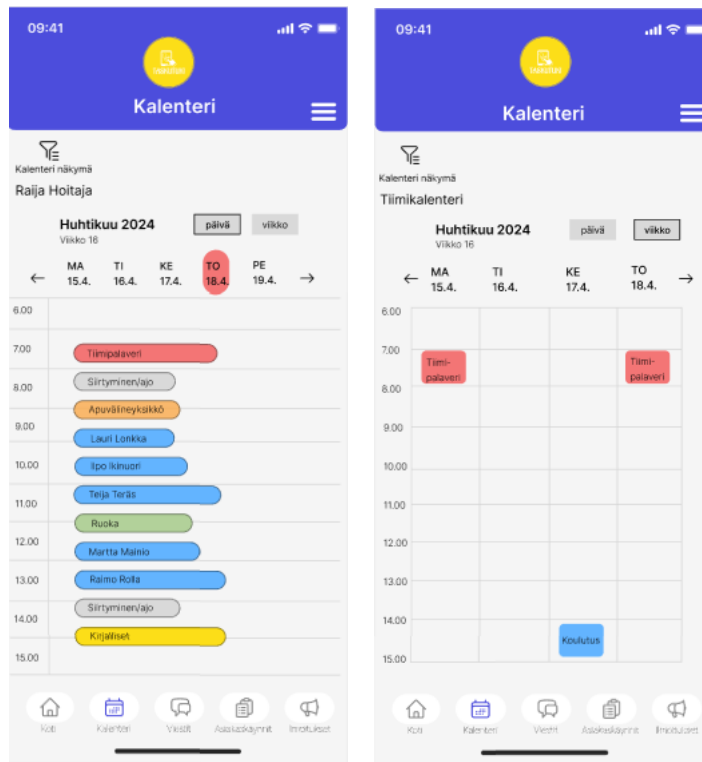 09:41
Kalenteri
Kalenteri näkymä
Raija Hoitaja
Huhtikuu 2024
päivä
viikko
Viikko 16
MA TI KE TO PE
15.4. 16.4. 17.4. 18.4. 19.4.
6.00
7.00
Tiimipalaveri
8.00
Siirtyminen/ajo
Apuvälineyksikkö
9.00
Lauri Lonkka
10.00
Iipo Ikinuori
Teija Teräs
11.00
Ruoka
12.00
Martta Mainio
13.00
Raimo Rolla
Siirtyminen/ajo
14.00
Kirjalliset
15.00
Koti
Kalenteri
Viestit
Asiakaskäynnit
Ilmoitukset
09:41
Kalenteri
Kalenteri näkymä
Tiimikalenteri
Huhtikuu 2024
päivä
viikko
Viikko 16
MA TI KE TO
15.4. 16.4. 17.4. 18.4.
6.00
7.00
Tiimi-
palaveri
Tiimi-
palaveri
8.00
9.00
10.00
11.00
12.00
13.00
14.00
Koulutus
15.00
Koti
Kalenteri
Viestit
Asiakaskäynnit
Ilmoitukset